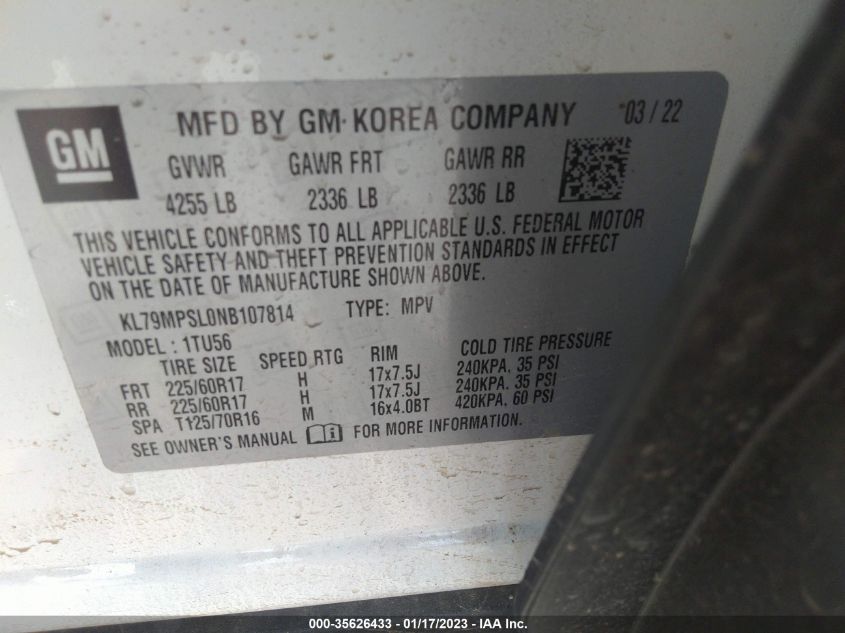 GM
MFD BY GM KOREA COMPANY 03/22
GVWR GAWR FRT GAWR RR
4255 LB 2336 LB 2336 LB
THIS VEHICLE CONFORMS TO ALL APPLICABLE U.S. FEDERAL MOTOR
VEHICLE SAFETY AND THEFT PREVENTION STANDARDS IN EFFECT
ON THE DATE OF MANUFACTURE SHOWN ABOVE.
KL79MPSL0NB107814 TYPE: MPV
MODEL: 1TU56
TIRE SIZE SPEED RTG RIM COLD TIRE PRESSURE
FRT 225/60R17 H 17x7.5J 240KPA. 35 PSI
RR 225/60R17 H 17x7.5J 240KPA. 35 PSI
SPA T125/70R16 M 16x4.0BT 420KPA. 60 PSI
SEE OWNER'S MANUAL i FOR MORE INFORMATION.
000-35626433 - 01/17/2023 - IAA Inc.